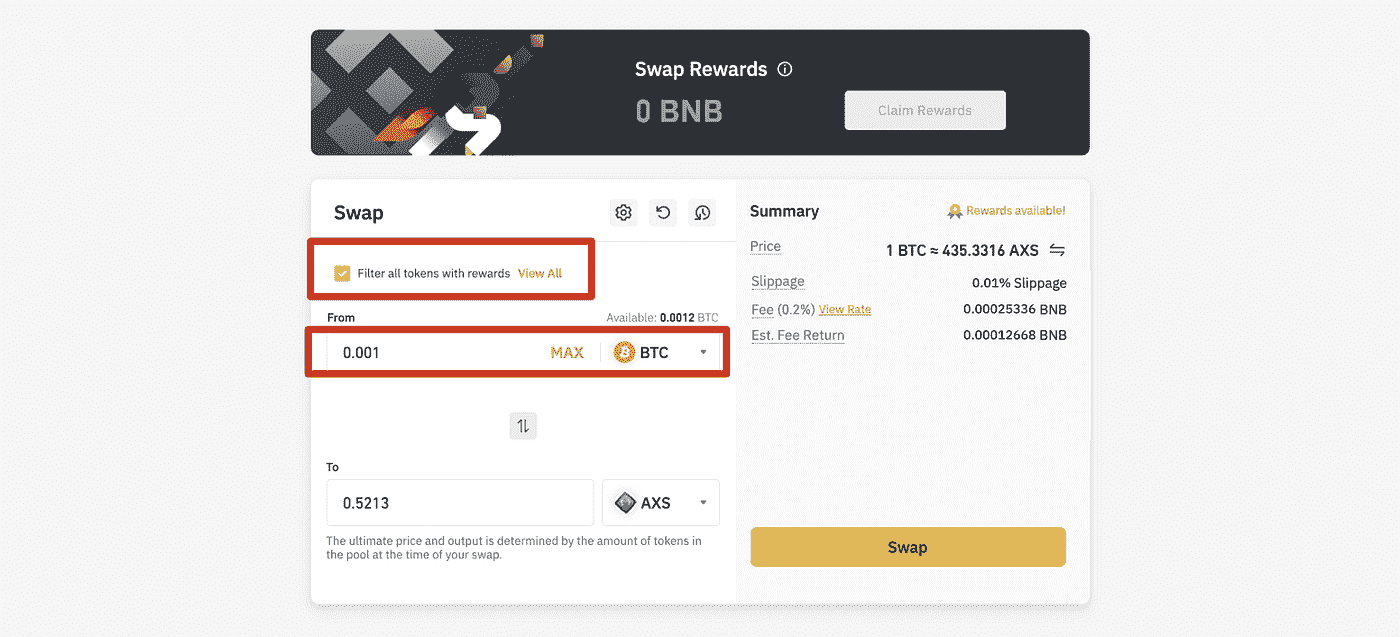 Swap Rewards
0 BNB
Claim Rewards
Swap
Filter all tokens with rewards View All
From
Available: 0.0012 BTC
0.001 MAX BTC
To
0.5213 AXS
The ultimate price and output is determined by the amount of tokens in
the pool at the time of your swap.
Summary
Rewards available!
Price 1 BTC ≈ 435.3316 AXS
Slippage 0.01% Slippage
Fee (0.2%) View Rate 0.00025336 BNB
Est. Fee Return 0.00012668 BNB
Swap